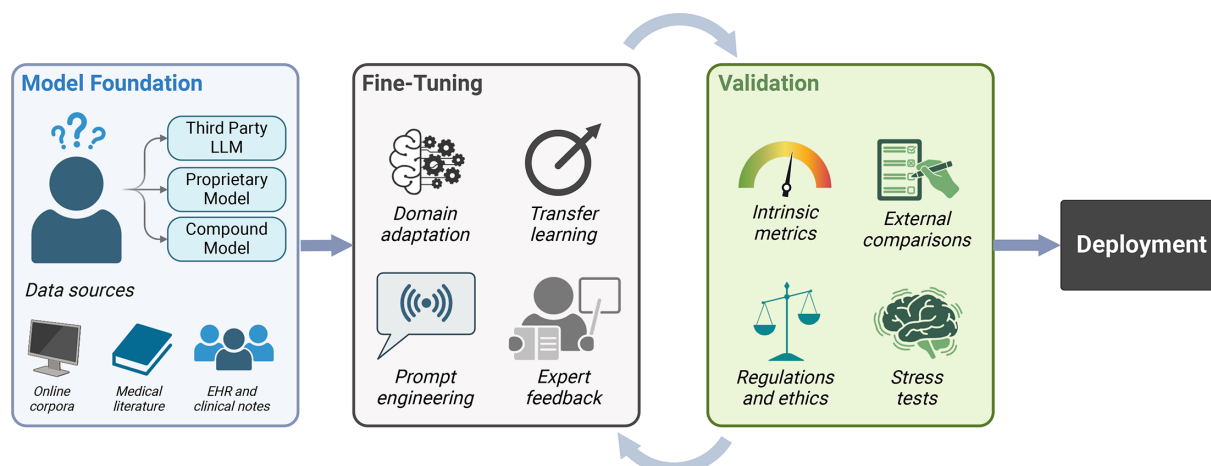 Model Foundation
Third Party
LLM
Proprietary
Model
Compound
Model
Data sources
Online
corpora
Medical
literature
EHR and
clinical notes
Fine-Tuning
Domain
adaptation
Transfer
learning
Prompt
engineering
Expert
feedback
Validation
Intrinsic
metrics
External
comparisons
Regulations
and ethics
Stress
tests
Deployment